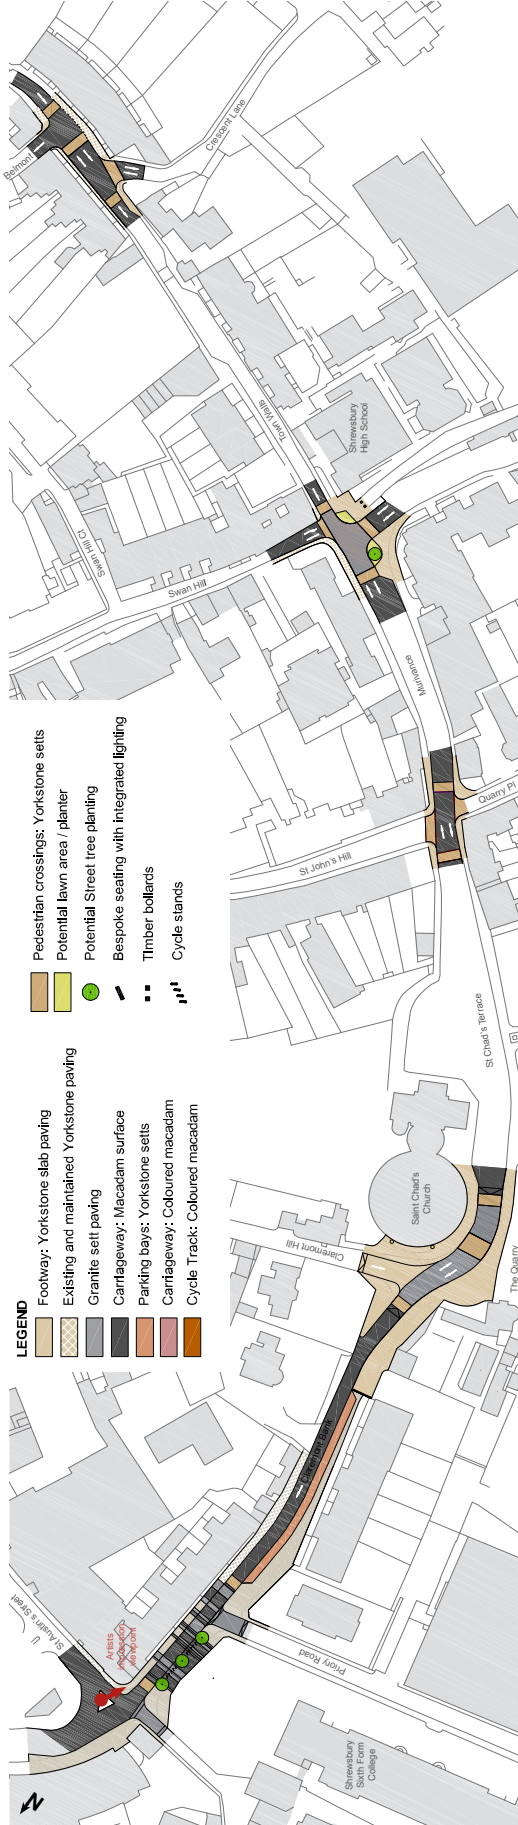 LEGEND
Footway: Yorkstone slab paving
Existing and maintained Yorkstone paving
Granite sett paving
Carriageway: Macadam surface
Parking bays: Yorkstone setts
Carriageway: Coloured macadam
Cycle Track: Coloured macadam
Pedestrian crossings: Yorkstone setts
Potential lawn area / planter
Potential Street tree planting
Bespoke seating with integrated lighting
Timber bollards
Cycle stands
N
St Austin's Street
Artists
impression
viewpoint
Shrewsbury
Sixth Form
College
Priory Road
Claremont Bank
Claremont Hill
Saint Chad's
Church
The Quarry
St Chad's Terrace
P
St John's Hill
Quarry Pl
Murivance
Swan Hill
Swan Hill Ct
Shrewsbury
High School
Town Walls
Crescent Lane
Belmont